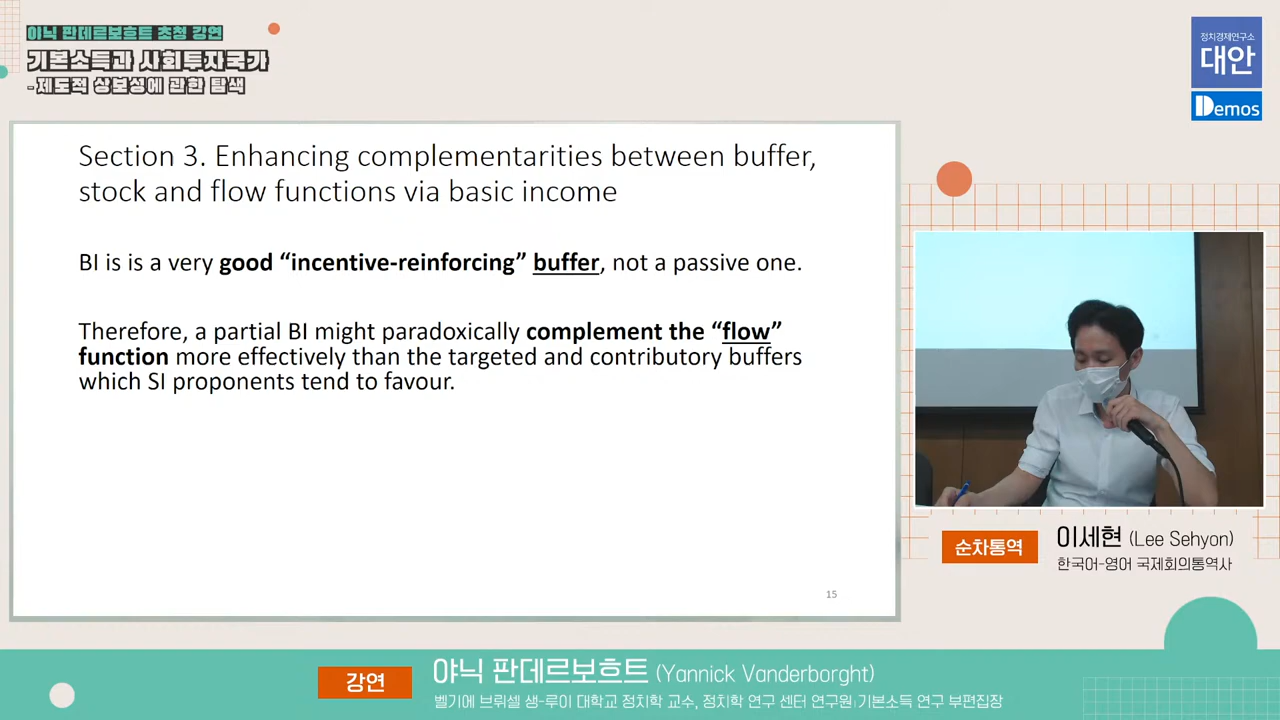 야닉 판데르보흐트 초청 강연
기본소득과 사회투자국가
- 제도적 상보성에 관한 탐색
정치경제연구소
대안
Demos
Section 3. Enhancing complementarities between buffer,
stock and flow functions via basic income
BI is is a very good “incentive-reinforcing” buffer, not a passive one.
Therefore, a partial BI might paradoxically complement the “flow”
function more effectively than the targeted and contributory buffers
which SI proponents tend to favour.
15
순차통역
이세현 (Lee Sehyon)
한국어-영어 국제회의통역사
강연
야닉 판데르보흐트 (Yannick Vanderborght)
벨기에 브뤼셀 생-루이 대학교 정치학 교수, 정치학 연구 센터 연구원, 기본소득 연구 부편집장